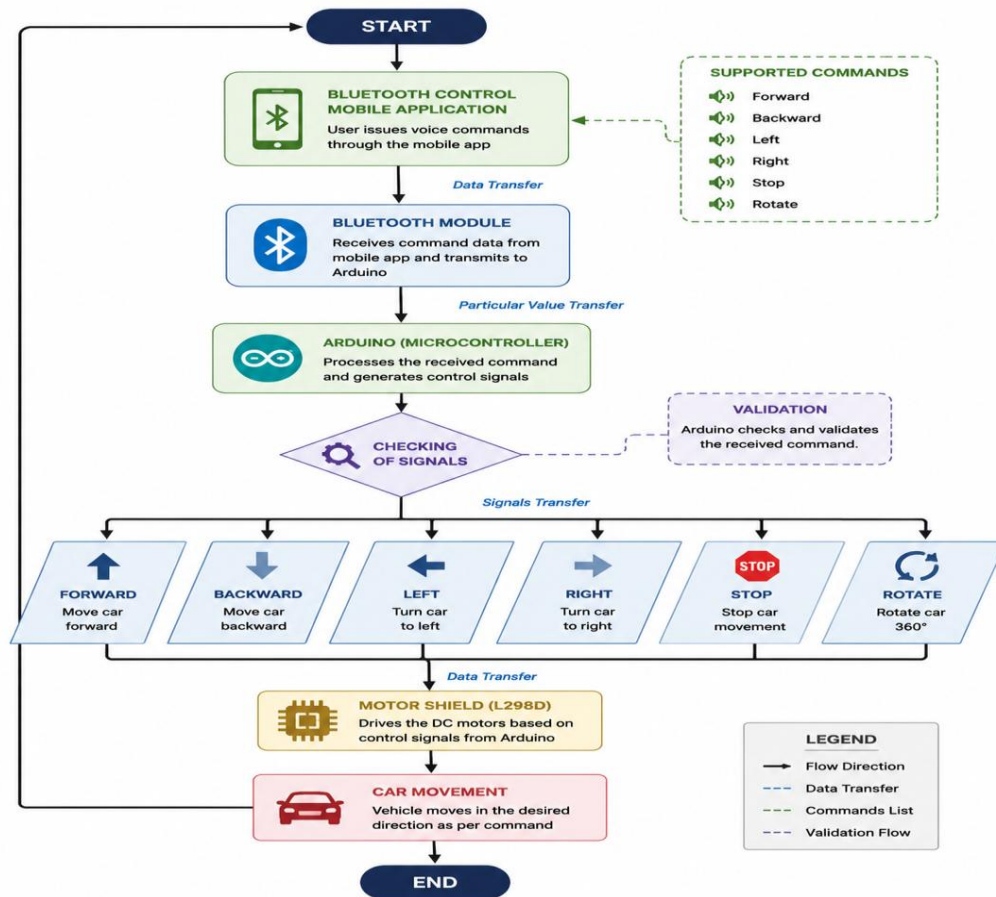 START
BLUETOOTH CONTROL
MOBILE APPLICATION
User issues voice commands
through the mobile app
SUPPORTED COMMANDS
Forward
Backward
Left
Right
Stop
Rotate
Data Transfer
BLUETOOTH MODULE
Receives command data from
mobile app and transmits to
Arduino
Particular Value Transfer
ARDUINO (MICROCONTROLLER)
Processes the received command
and generates control signals
VALIDATION
Arduino checks and validates
the received command.
CHECKING
OF SIGNALS
Signals Transfer
FORWARD
Move car
forward
BACKWARD
Move car
backward
LEFT
Turn car
to left
RIGHT
Turn car
to right
STOP
STOP
Stop car
movement
ROTATE
Rotate car
360°
Data Transfer
MOTOR SHIELD (L298D)
Drives the DC motors based on
control signals from Arduino
CAR MOVEMENT
Vehicle moves in the desired
direction as per command
END
LEGEND
Flow Direction
Data Transfer
Commands List
Validation Flow